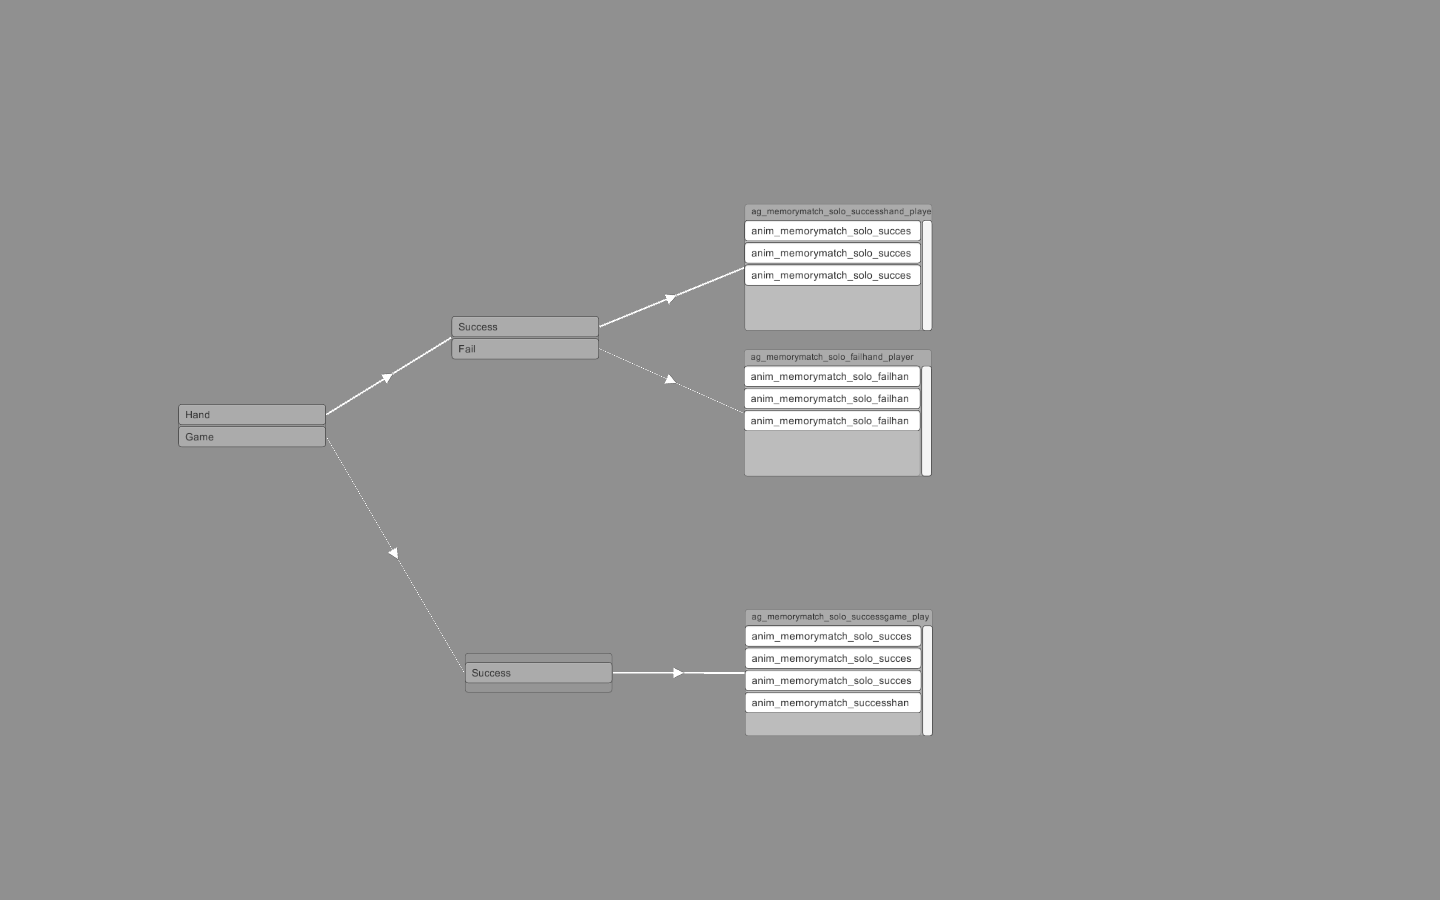 Hand
Game
Success
Fail
Success
ag_memorymatch_solo_successhand_playe
anim_memorymatch_solo_succes
anim_memorymatch_solo_succes
anim_memorymatch_solo_succes
ag_memorymatch_solo_failhand_player
anim_memorymatch_solo_failhan
anim_memorymatch_solo_failhan
anim_memorymatch_solo_failhan
ag_memorymatch_solo_successgame_play
anim_memorymatch_solo_succes
anim_memorymatch_solo_succes
anim_memorymatch_solo_succes
anim_memorymatch_successhan